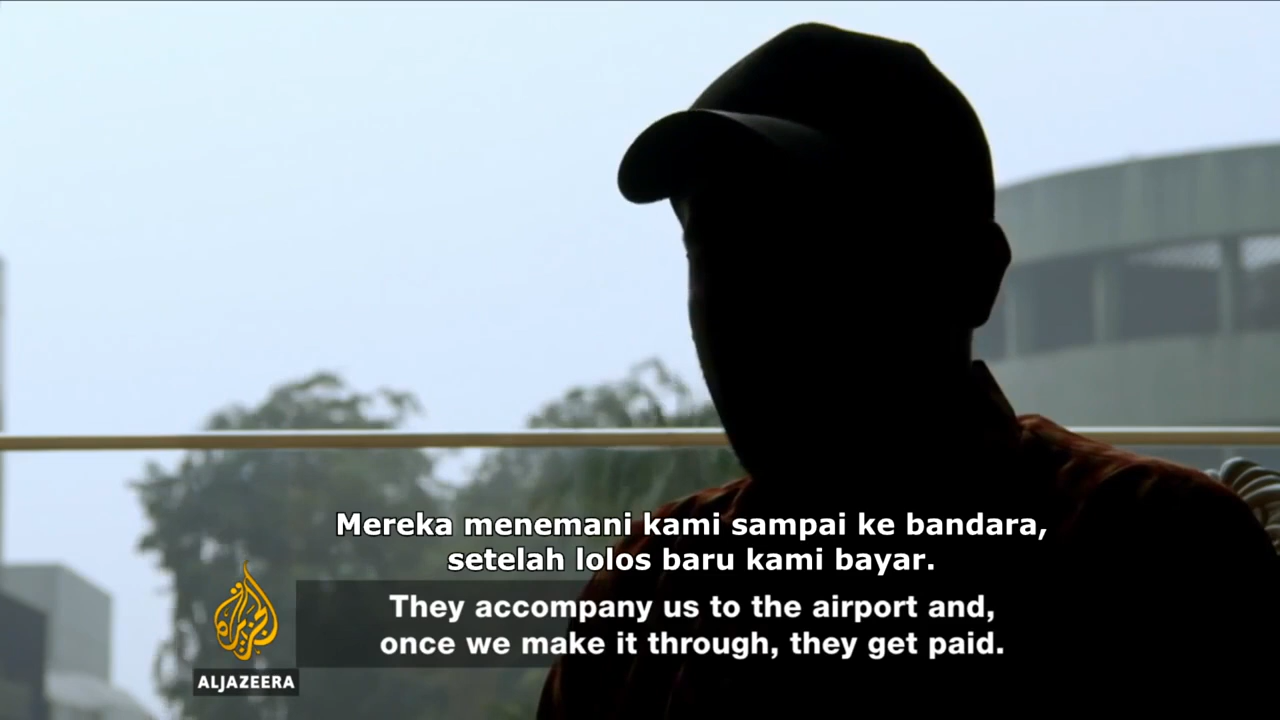 Mereka menemani kami sampai ke bandara,
setelah lolos baru kami bayar.
They accompany us to the airport and,
once we make it through, they get paid.
الجزيرة
ALJAZEERA